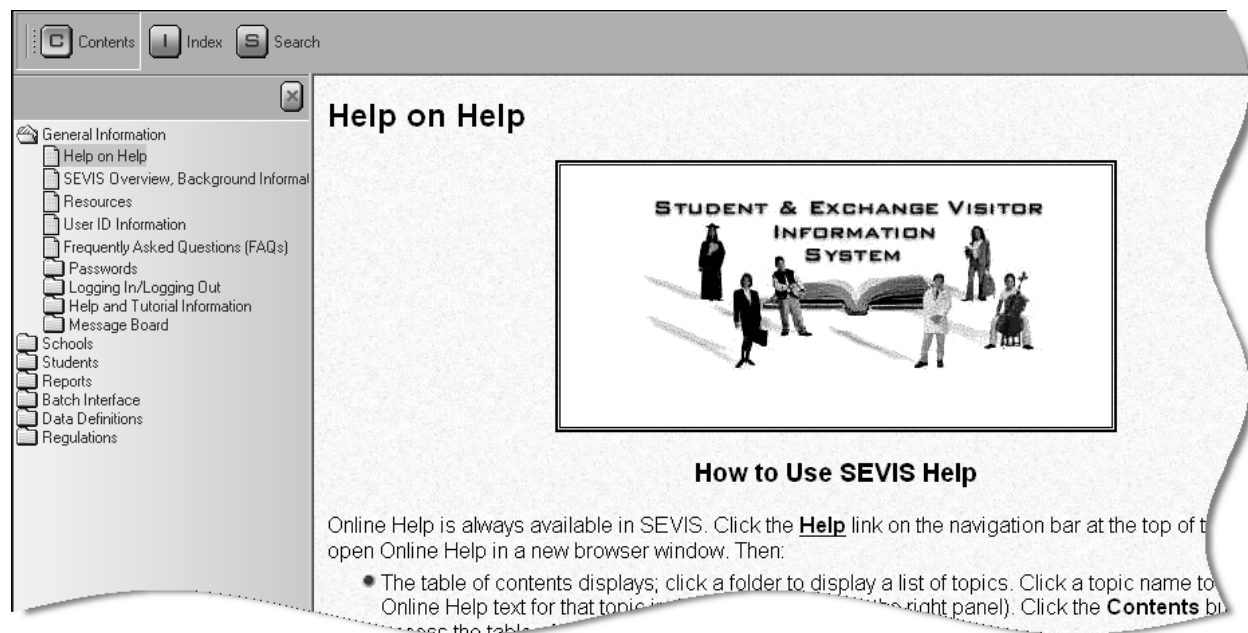 C Contents I Index S Search
General Information
Help on Help
SEVIS Overview, Background Informat
Resources
User ID Information
Frequently Asked Questions (FAQs)
Passwords
Logging In/Logging Out
Help and Tutorial Information
Message Board
Schools
Students
Reports
Batch Interface
Data Definitions
Regulations
Help on Help
STUDENT & EXCHANGE VISITOR
INFORMATION
SYSTEM
How to Use SEVIS Help
Online Help is always available in SEVIS. Click the Help link on the navigation bar at the top of
open Online Help in a new browser window. Then:
The table of contents displays; click a folder to display a list of topics. Click a topic name to
Online Help text for that topic right panel). Click the Contents
the